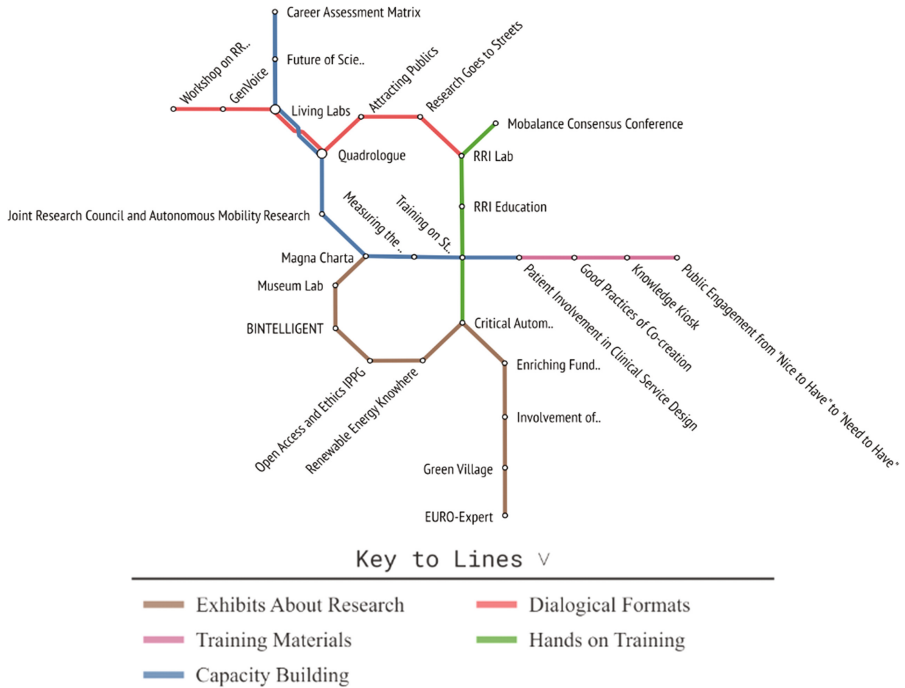 Career Assessment Matrix
Future of Scie..
Workshop on RR..
GenVoice
Living Labs
Attracting Publics
Research Goes to Streets
Mobalance Consensus Conference
Quadrologue
RRI Lab
RRI Education
Joint Research Council and Autonomous Mobility Research
Measuring the ..
Training on St..
Magna Charta
Museum Lab
BINTELLIGENT
Open Access and Ethics IPPG
Renewable Energy Knowhere
Critical Autom..
Patient Involvement in Clinical Service Design
Good Practices of Co-creation
Knowledge Kiosk
Public Engagement from "Nice to Have" to "Need to Have"
Enriching Fund..
Involvement of..
Green Village
EURO-Expert
Key to Lines ∨
Exhibits About Research
Dialogical Formats
Training Materials
Hands on Training
Capacity Building